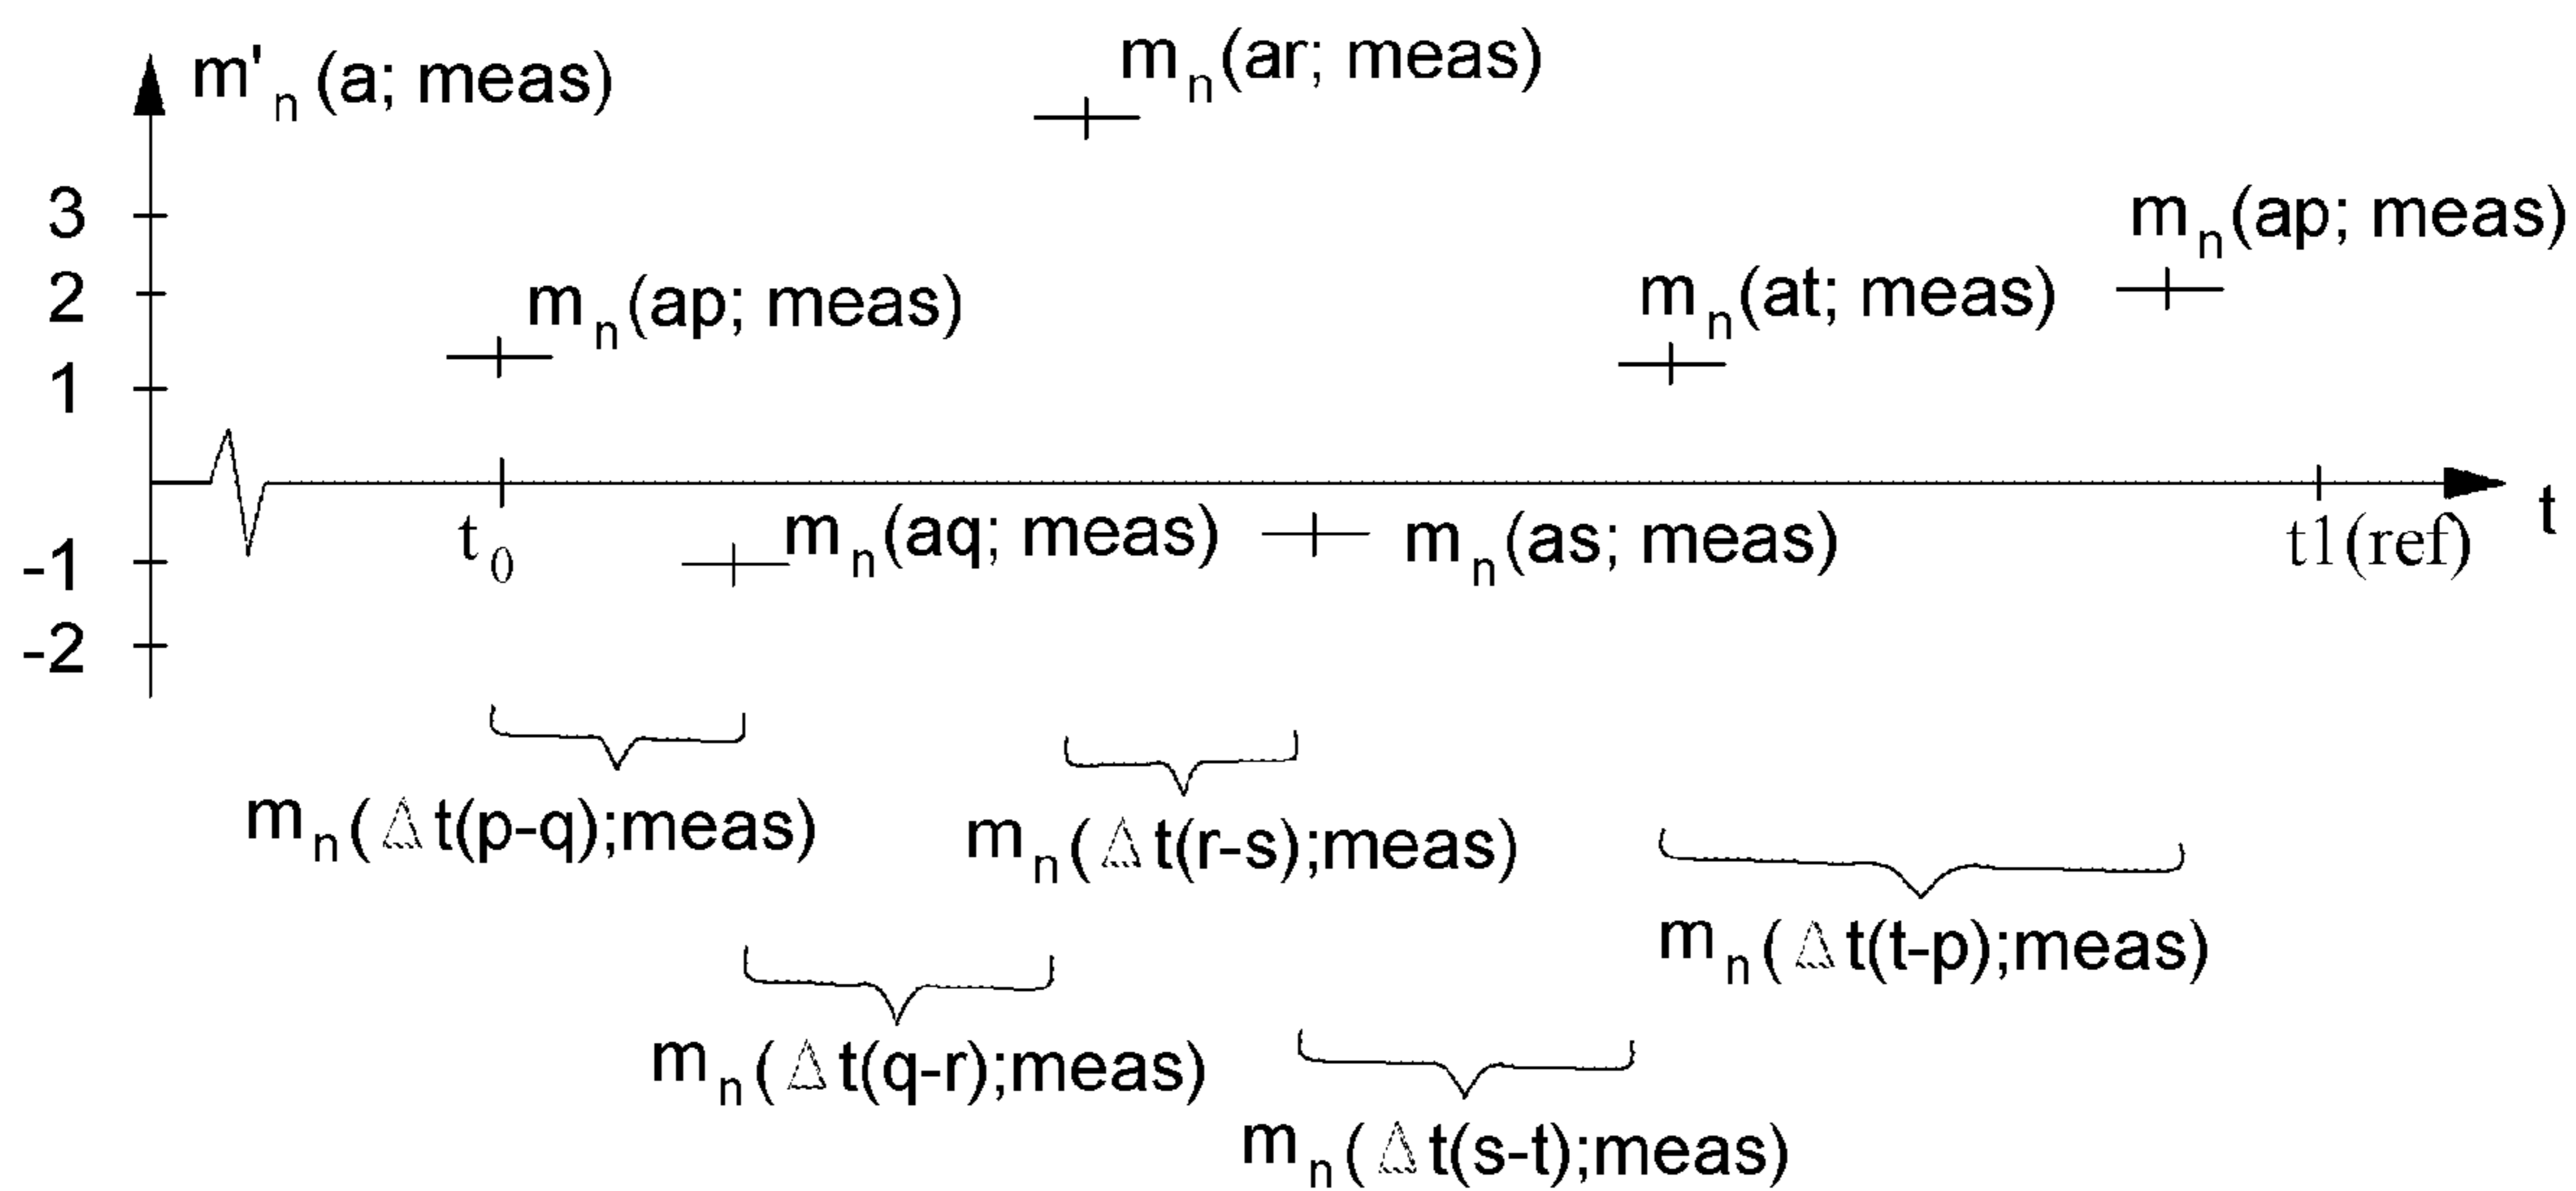 m'n (a; meas)
mn(ar; meas)
3
mn(ap; meas)
2
mn(ap; meas)
mn(at; meas)
1
t0
mn(aq; meas)
mn(as; meas)
t1(ref)
t
-1
-2
mn(Δt(p-q);meas)
mn(Δt(r-s);meas)
mn(Δt(t-p);meas)
mn(Δt(q-r);meas)
mn(Δt(s-t);meas)